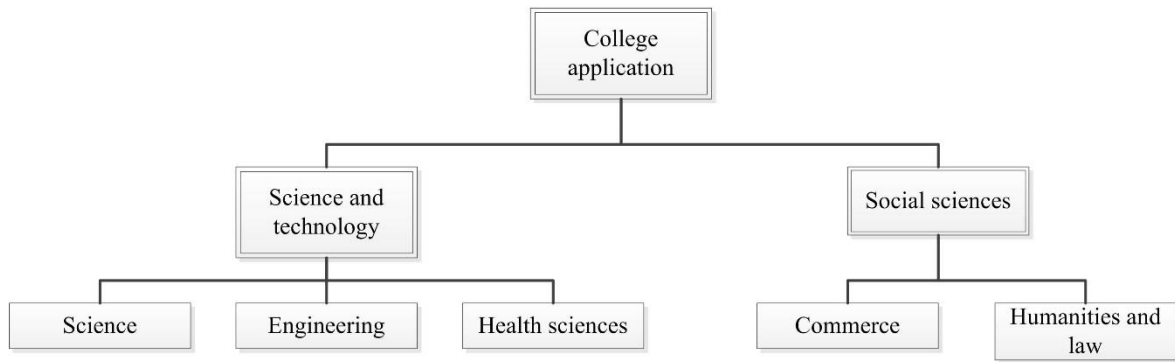 College
application
Science and
technology
Social sciences
Science
Engineering
Health sciences
Commerce
Humanities and
law